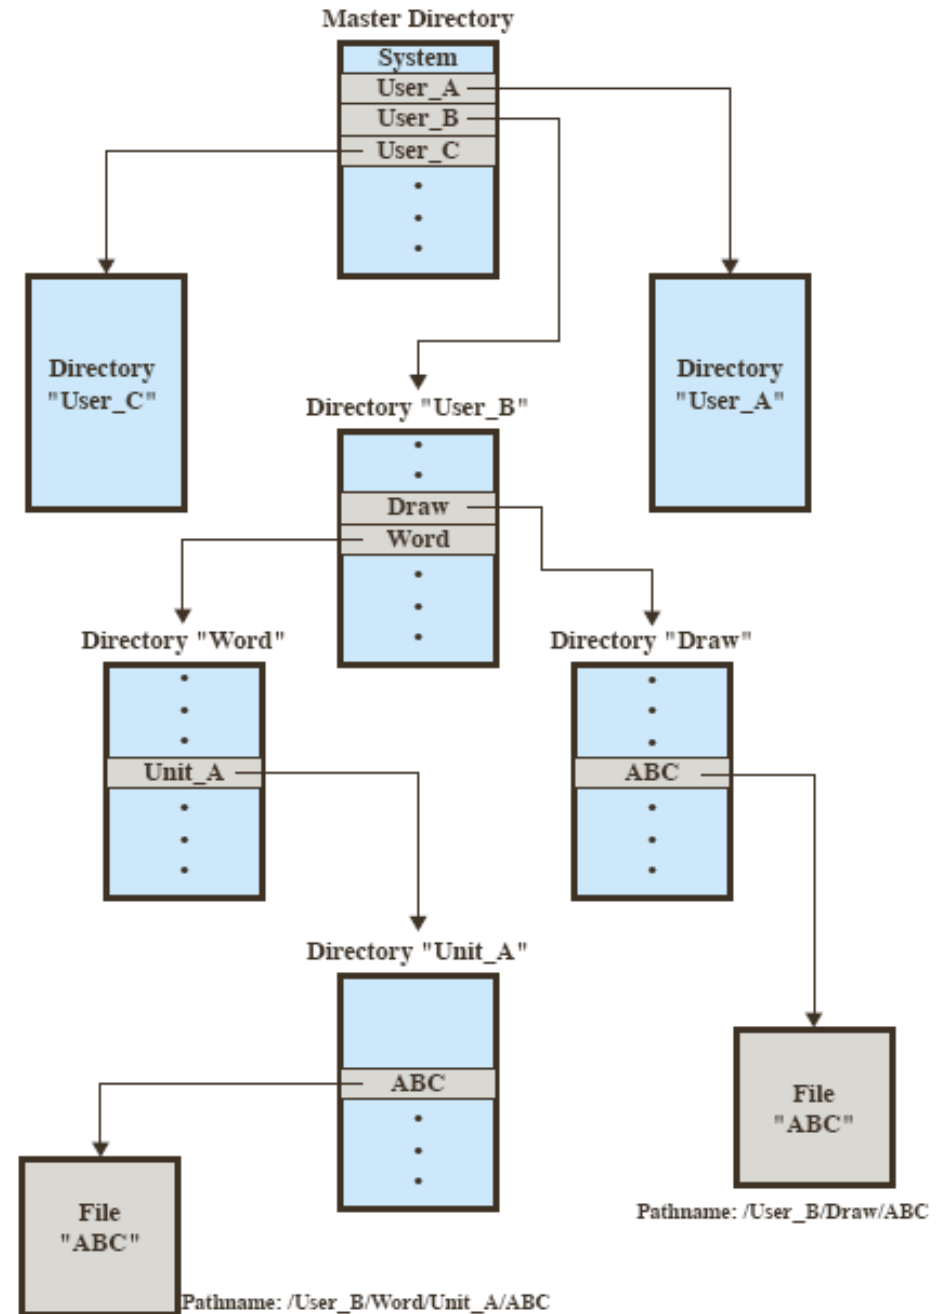 Master Directory
System
User_A
User_B
User_C
Directory
"User_C"
Directory
"User_A"
Directory "User_B"
Draw
Word
Directory "Word"
Directory "Draw"
Unit_A
ABC
Directory "Unit_A"
ABC
File
"ABC"
Pathname: /User_B/Draw/ABC
File
"ABC"
Pathname: /User_B/Word/Unit_A/ABC